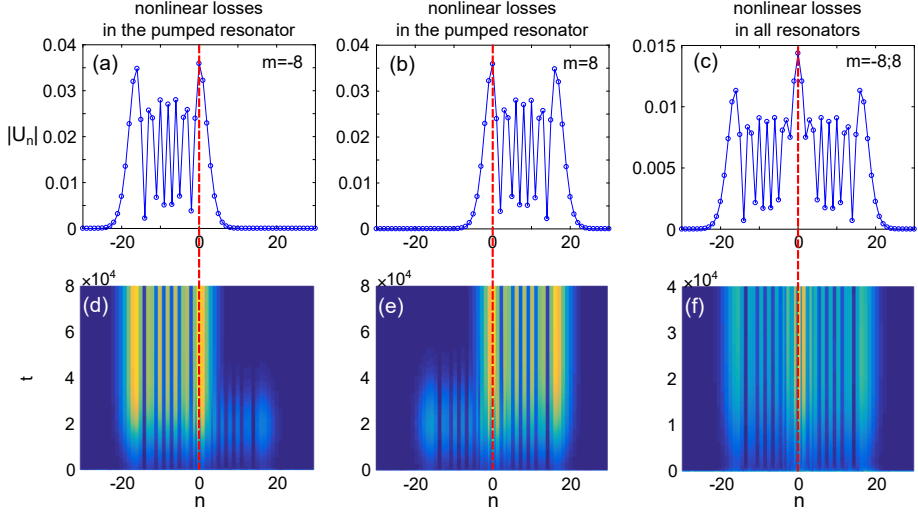 nonlinear losses
in the pumped resonator
nonlinear losses
in the pumped resonator
nonlinear losses
in all resonators
0.04
0.03
0.02
0.01
0
|U_n|
(a)
m=-8
-20
0
20
0.04
0.03
0.02
0.01
0
(b)
m=8
-20
0
20
0.015
0.01
0.005
0
(c)
m=-8;8
-20
0
20
×10⁴
8
6
4
2
0
t
(d)
-20
0
20
n
×10⁴
8
6
4
2
0
(e)
-20
0
20
n
×10⁴
4
3
2
1
0
(f)
-20
0
20
n